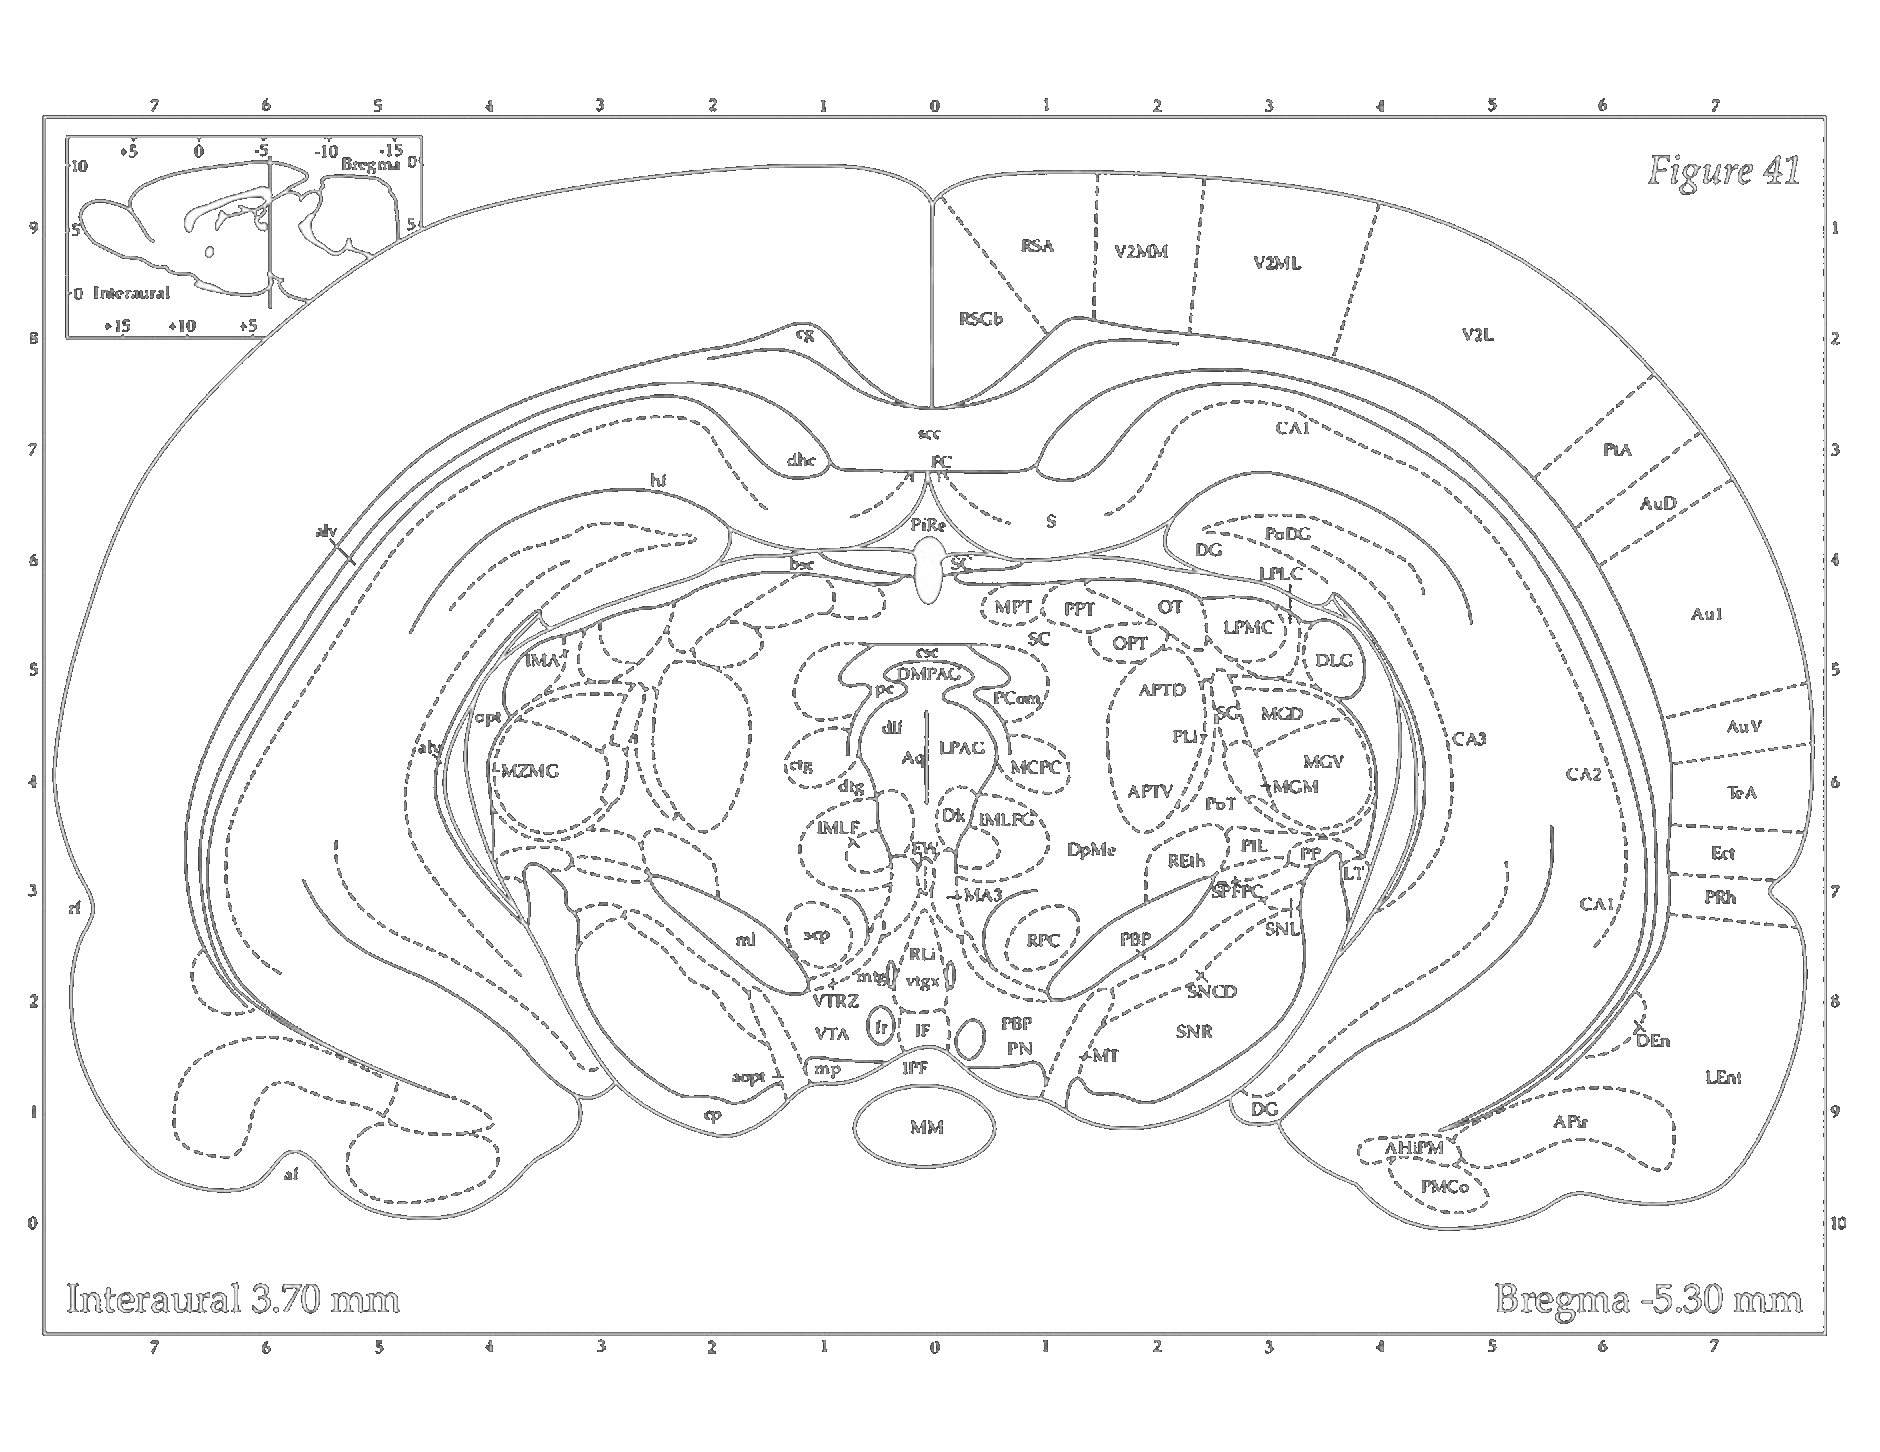 7 6 5 4 3 2 1 0 1 2 3 4 5 6 7
+5 0 -5 -10 -15
10 Bregma 0
Figure 41
5 5
0 Interaural
+15 +10 +5
9 1
RSA V2MM V2ML
RSGb V2L
8 2
cg
scc CA1
7 dhc FC PtA 3
hf
alv PiRe S PoDG AuD
DG
6 bsc SC LPLC 4
MPT PPT OT LPMC Au1
SC OPT
5 IMA csc DLG 5
DMPAG APTD
pc PCom
opt dlf SC MGD AuV
alv PLi CA3
Aq LPAG
MZMG ctg MCPC MGV CA2
4 dtg APTV MGM TeA 6
PoT
IMLF Dk IMLFG
EW DpMe REth PIL PP Ect
LT
3 MA3 SPFPC PRh 7
rf CA1
ml scp RPC PBP SNL
RLi
mtg vtgx
2 VTRZ SNCD 8
VTA fr IF PBP SNR
PN DEn
mp IPF MT
aopt LEnt
1 cp MM DG APir 9
AHiPM
af PMCo
0 10
Interaural 3.70 mm Bregma -5.30 mm
7 6 5 4 3 2 1 0 1 2 3 4 5 6 7